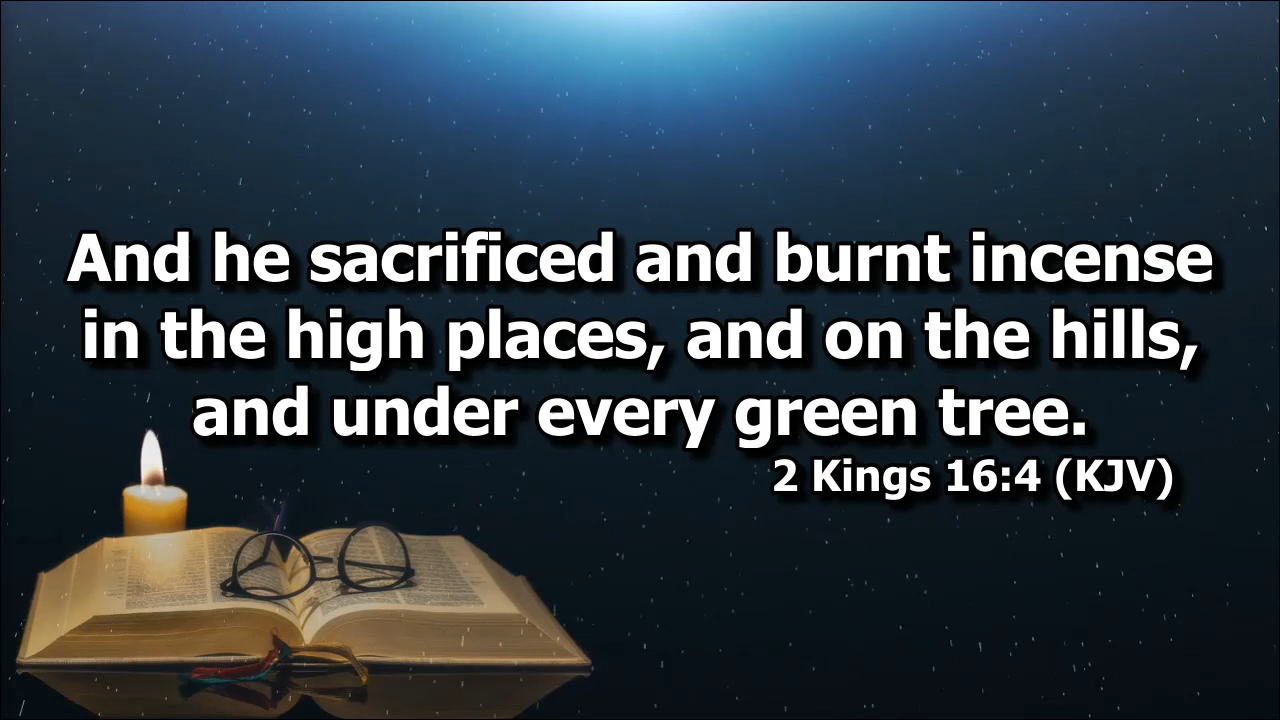 And he sacrificed and burnt incense
in the high places, and on the hills,
and under every green tree.
2 Kings 16:4 (KJV)